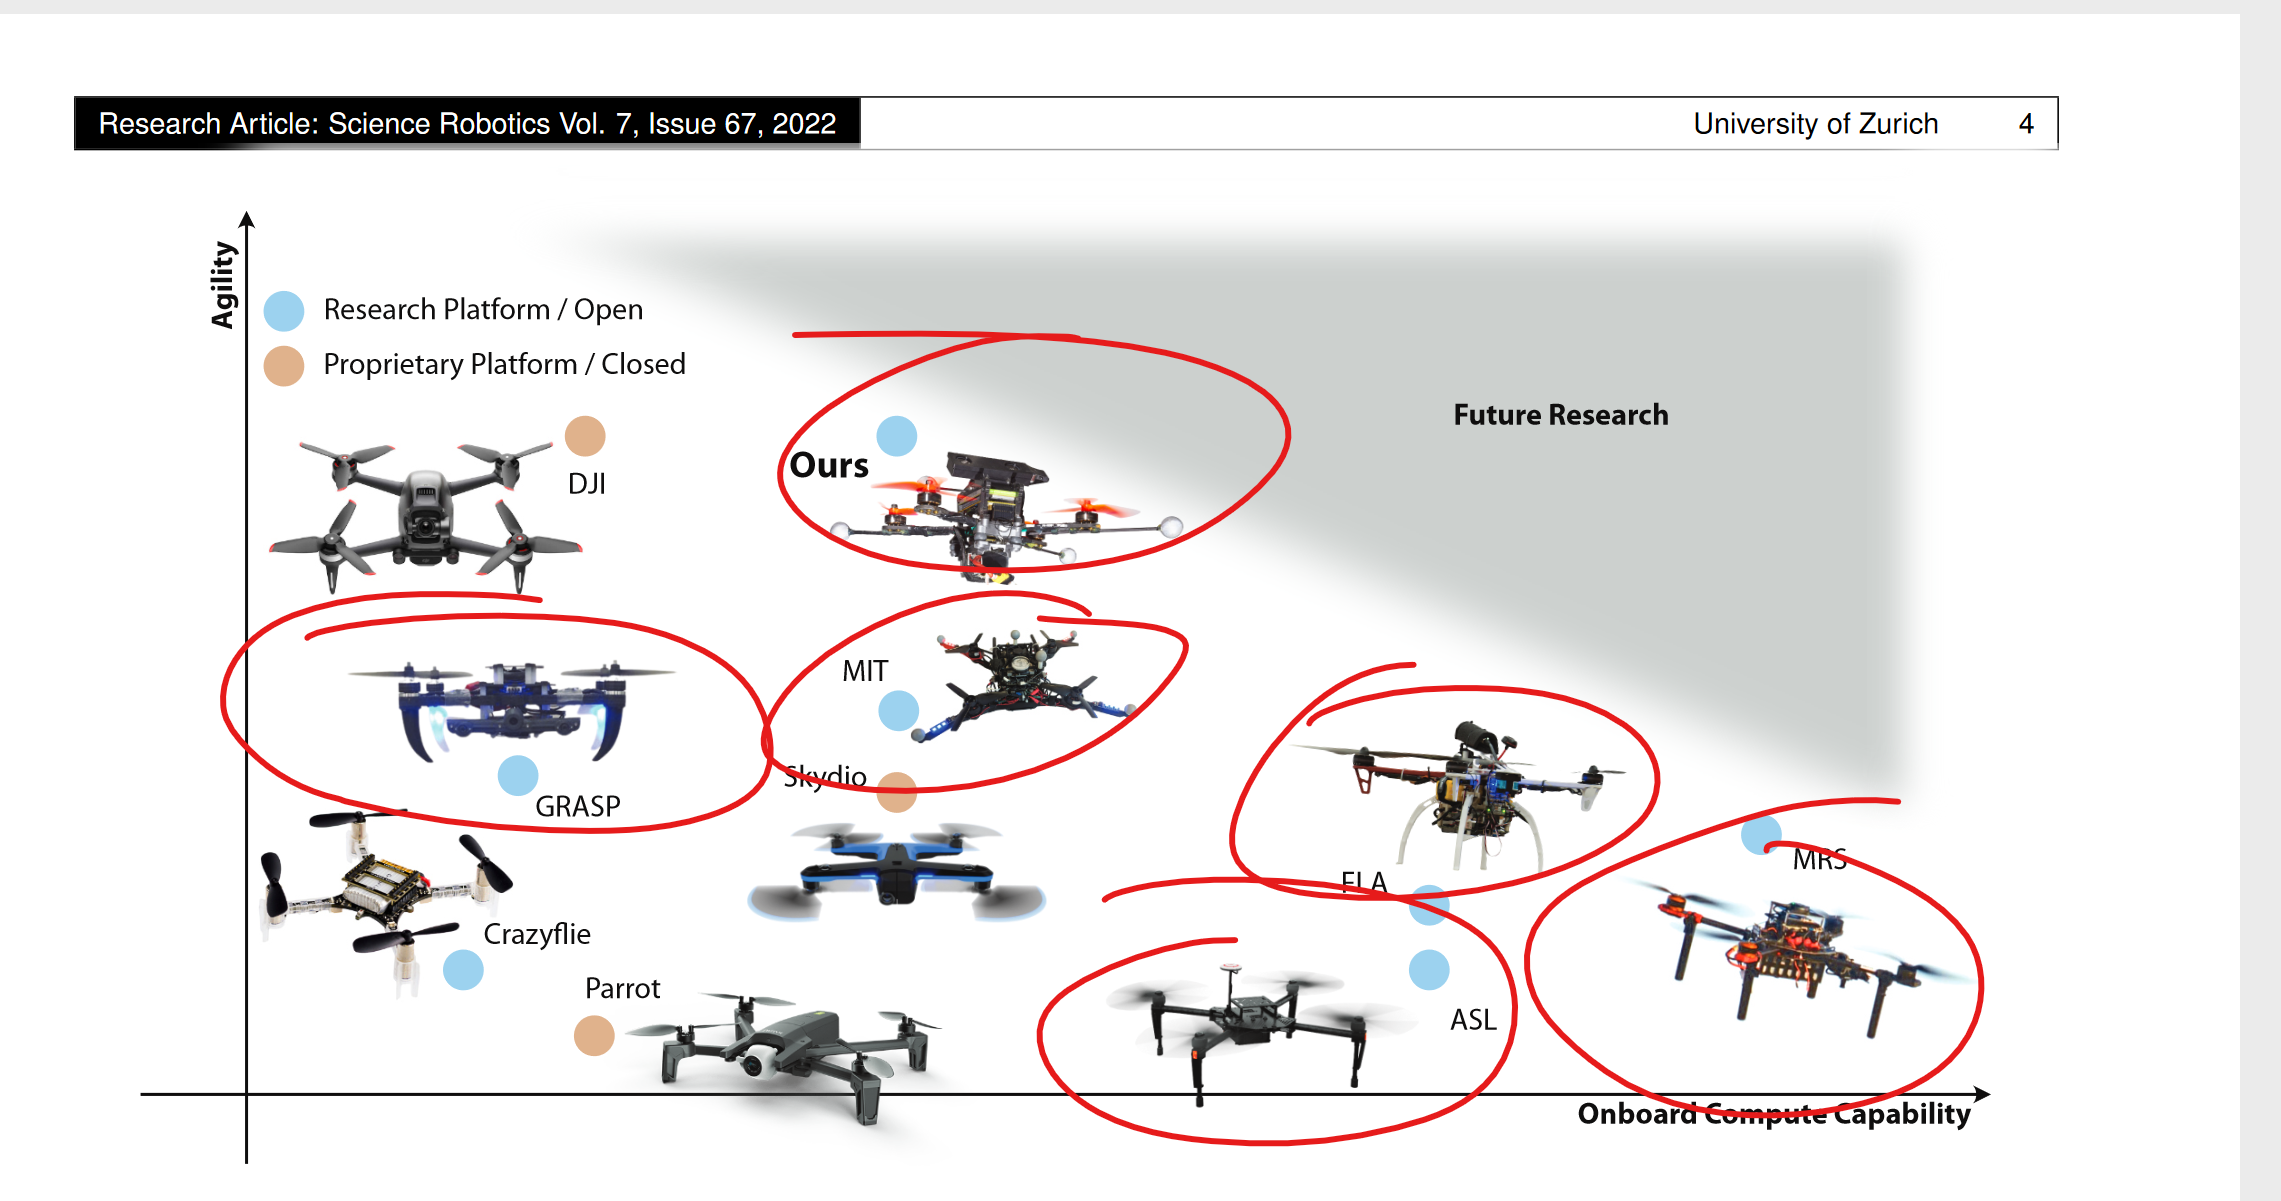 Research Article: Science Robotics Vol. 7, Issue 67, 2022
University of Zurich 4
Agility
Research Platform / Open
Proprietary Platform / Closed
Future Research
DJI
Ours
MIT
Skydio
GRASP
FLA
MRS
Crazyflie
Parrot
ASL
Onboard Compute Capability